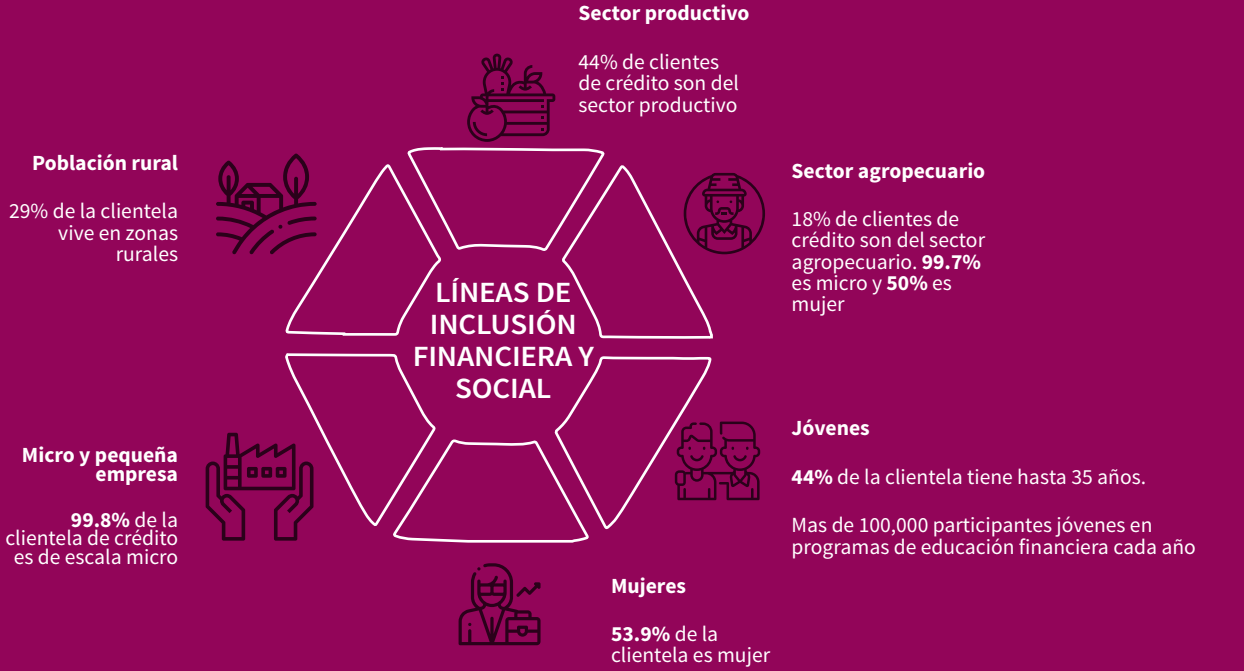 Sector productivo
44% de clientes
de crédito son del
sector productivo
Población rural
29% de la clientela
vive en zonas
rurales
Sector agropecuario
18% de clientes de
crédito son del sector
agropecuario. 99.7%
es micro y 50% es
mujer
LÍNEAS DE
INCLUSIÓN
FINANCIERA Y
SOCIAL
Micro y pequeña
empresa
99.8% de la
clientela de crédito
es de escala micro
Jóvenes
44% de la clientela tiene hasta 35 años.
Mas de 100,000 participantes jóvenes en
programas de educación financiera cada año
Mujeres
53.9% de la
clientela es mujer